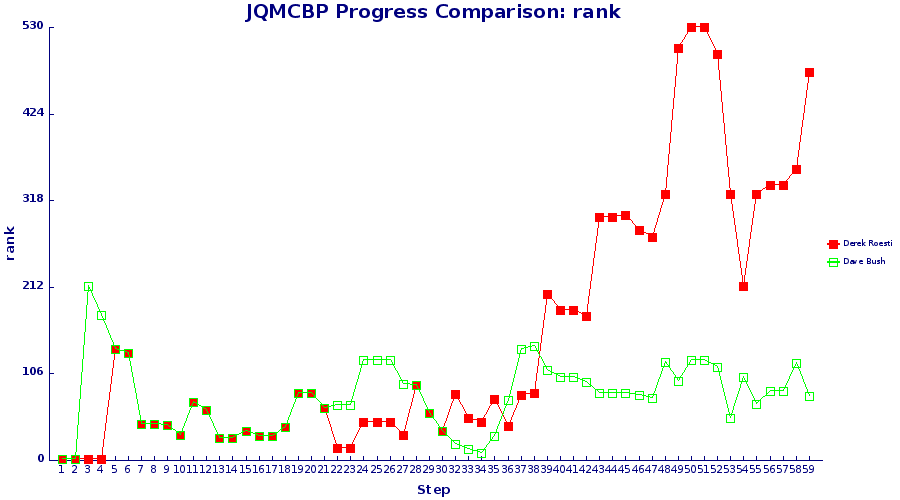 JQMCBP Progress Comparison: rank
530
424
318
212
106
0
rank
1 2 3 4 5 6 7 8 9 10 11 12 13 14 15 16 17 18 19 20 21 22 23 24 25 26 27 28 29 30 31 32 33 34 35 36 37 38 39 40 41 42 43 44 45 46 47 48 49 50 51 52 53 54 55 56 57 58 59
Step
Derek Roesti
Dave Bush